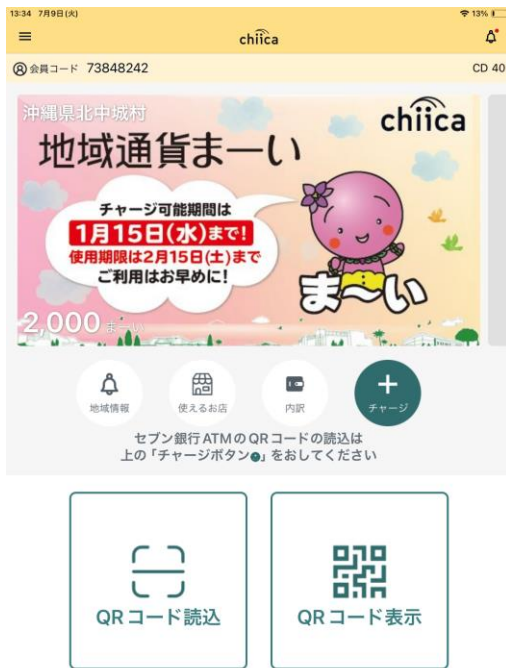 13:34 7月9日(火)
13%
chiica
会員コード 73848242
CD 40
沖縄県北中城村
chiica
地域通貨まーい
チャージ可能期間は
1月15日(水)まで!
使用期限は2月15日(土)まで
ご利用はお早めに!
ま〜い
2,000 まーい
地域情報
使えるお店
内訳
チャージ
セブン銀行ATMのQRコードの読込は
上の「チャージボタン」をおしてください
QRコード読込
QRコード表示